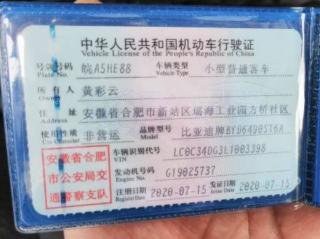 中华人民共和国机动车行驶证
Vehicle License of the People's Republic of China
号牌号码 皖A5HE88 车辆类型 小型普通客车
Plate No. Vehicle Type
所有人 黄彩云
Owner
住址 安徽省合肥市新站区瑶海工业园方桥社区
Address
使用性质 非营运 品牌型号 比亚迪牌BYD6490ST6A
Use Character Model
安徽省合肥市公安局交通警察支队
车辆识别代号 LC0C34DG3L1003398
VIN
发动机号码 G19025737
Engine No.
注册日期 2020-07-15 发证日期 2020-07-15
Register Date Issue Date